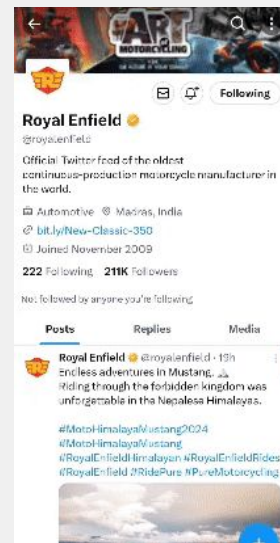 ART
MOTORCYCLING
Following
Royal Enfield
@royalenfield
Official Twitter feed of the oldest
continuous-production motorcycle manufacturer in
the world.
Automotive Madras, India
bit.ly/New-Classic-350
Joined November 2009
222 Following 211K Followers
Not followed by anyone you're following
Posts Replies Media
Royal Enfield @royalenfield · 19h
Endless adventures in Mustang.
Riding through the forbidden kingdom was
unforgettable in the Nepalese Himalayas.
#MotoHimalayaMustang2024
#MotoHimalayaMustang
#RoyalEnfieldHimalayan #RoyalEnfieldRides
#RoyalEnfield #RidePure #PureMotorcycling